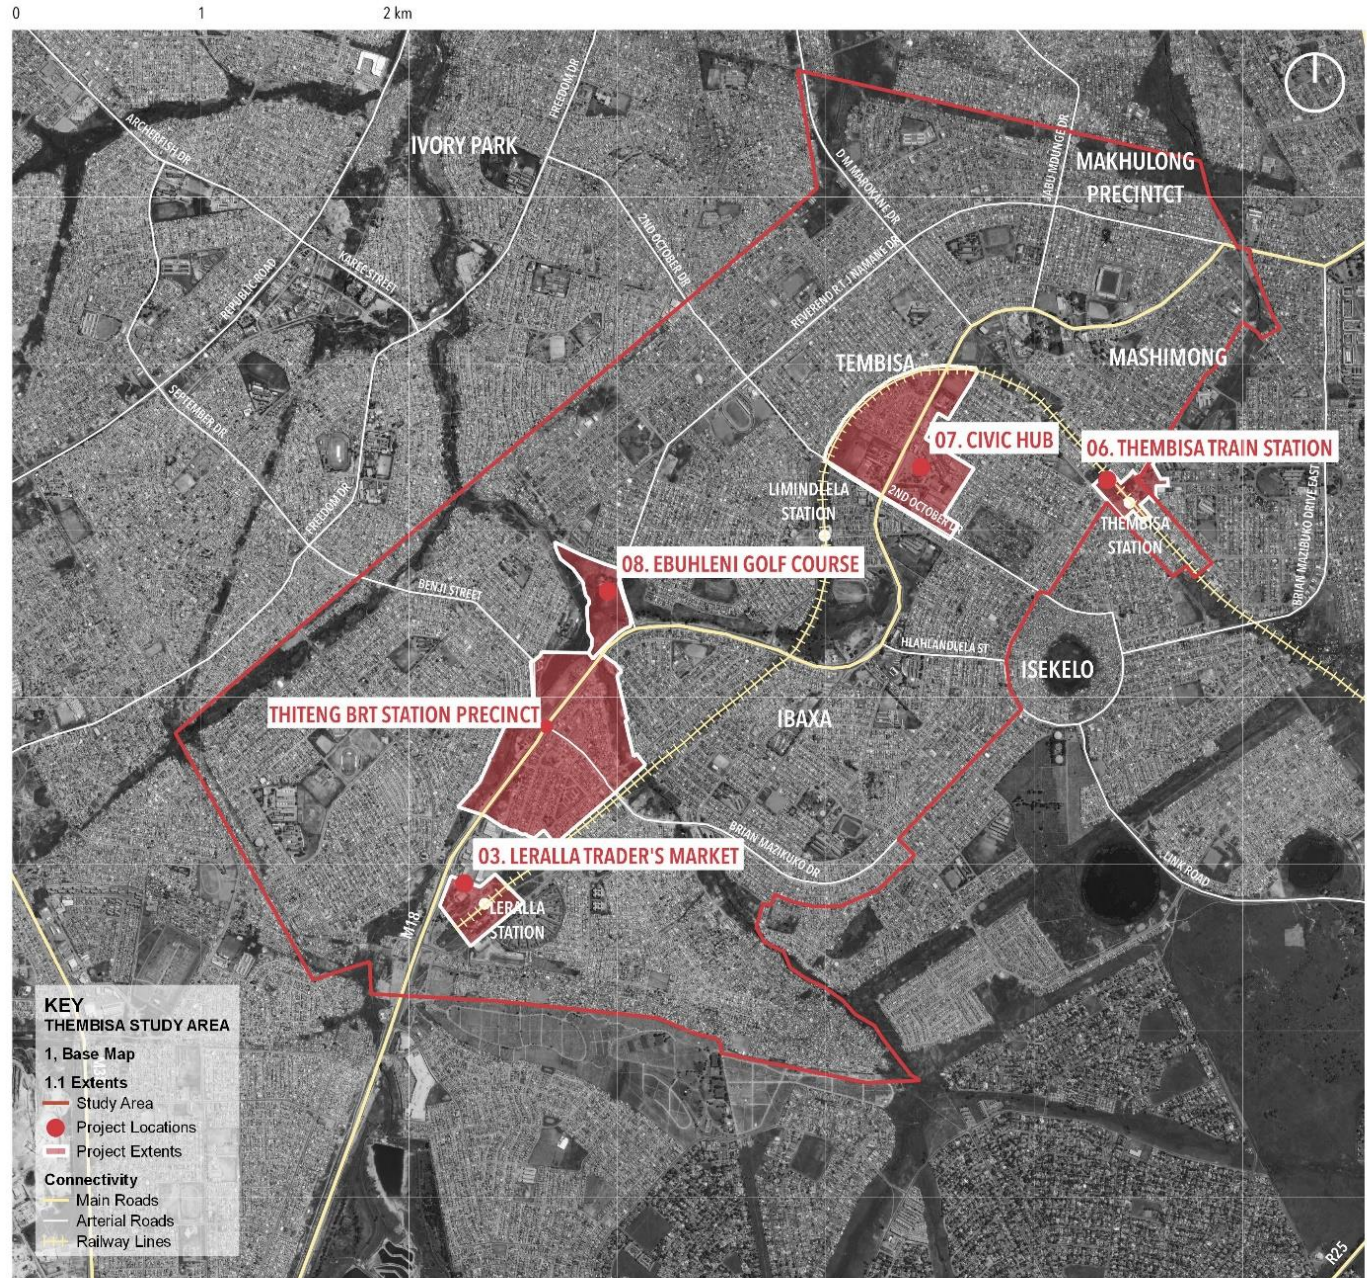 0 1 2 km
FREEDOM DR
ARCHERFISH DR
IVORY PARK
D M MAROKANE DR
JABU MDUNGE DR
MAKHULONG
PRECINTCT
2ND OCTOBER DR
KAREE STREET
REPUBLIC ROAD
REVEREND R.T.J NAMANE DR
TEMBISA
MASHIMONG
SEPTEMBER DR
07. CIVIC HUB
06. THEMBISA TRAIN STATION
LIMINDLELA
STATION
2ND OCTOBER DR
FREEDOM DR
THEMBISA
STATION
BRIAN MAZIBUKO DRIVE EAST
08. EBUHLENI GOLF COURSE
BENJI STREET
HLAHLANDLELA ST
ISEKELO
THITENG BRT STATION PRECINCT
IBAXA
BRIAN MAZIKUKO DR
03. LERALLA TRADER'S MARKET
LINK ROAD
M18
LERALLA
STATION
KEY
THEMBISA STUDY AREA
1, Base Map
1.1 Extents
Study Area
Project Locations
Project Extents
Connectivity
Main Roads
Arterial Roads
Railway Lines
R25